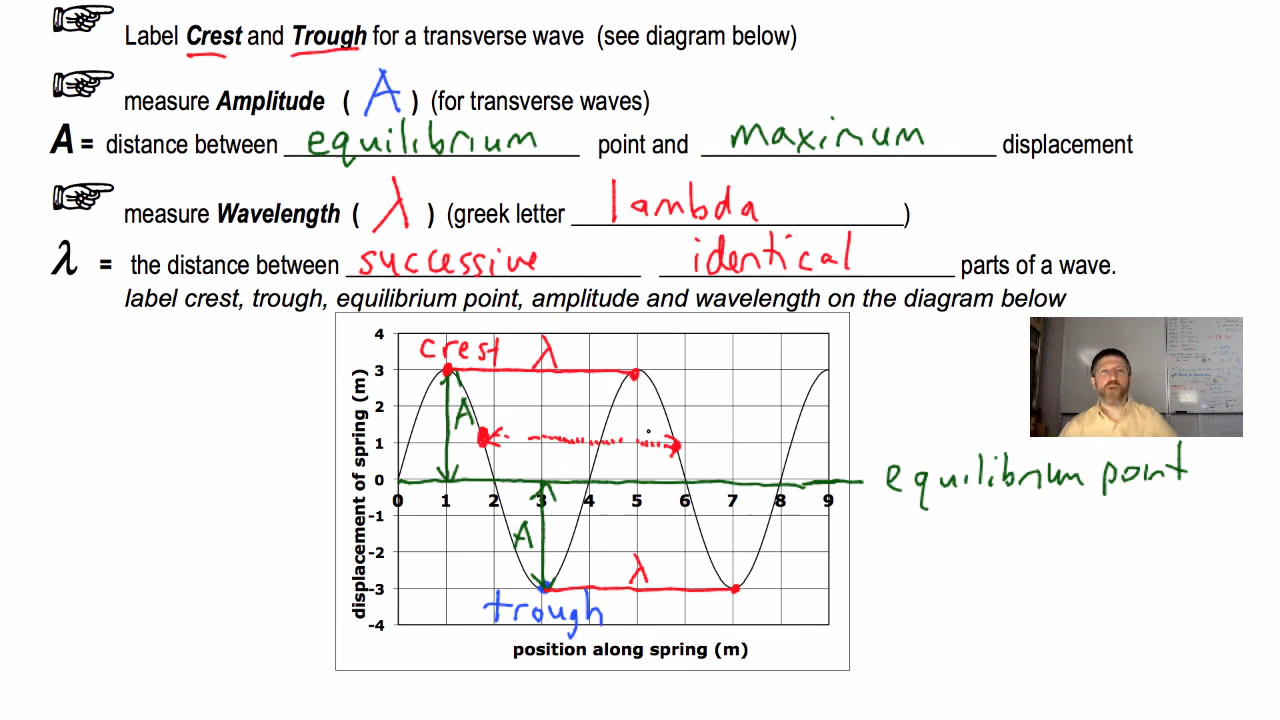 Label Crest and Trough for a transverse wave (see diagram below)
measure Amplitude ( A ) (for transverse waves)
A = distance between equilibrium point and maximum displacement
measure Wavelength ( λ ) (greek letter lambda )
λ = the distance between successive identical parts of a wave.
label crest, trough, equilibrium point, amplitude and wavelength on the diagram below
4
crest λ
3
2
A
1
displacement of spring (m)
0
equilibrium point
0 1 2 3 4 5 6 7 8 9
-1
A
-2
λ
-3
trough
-4
position along spring (m)